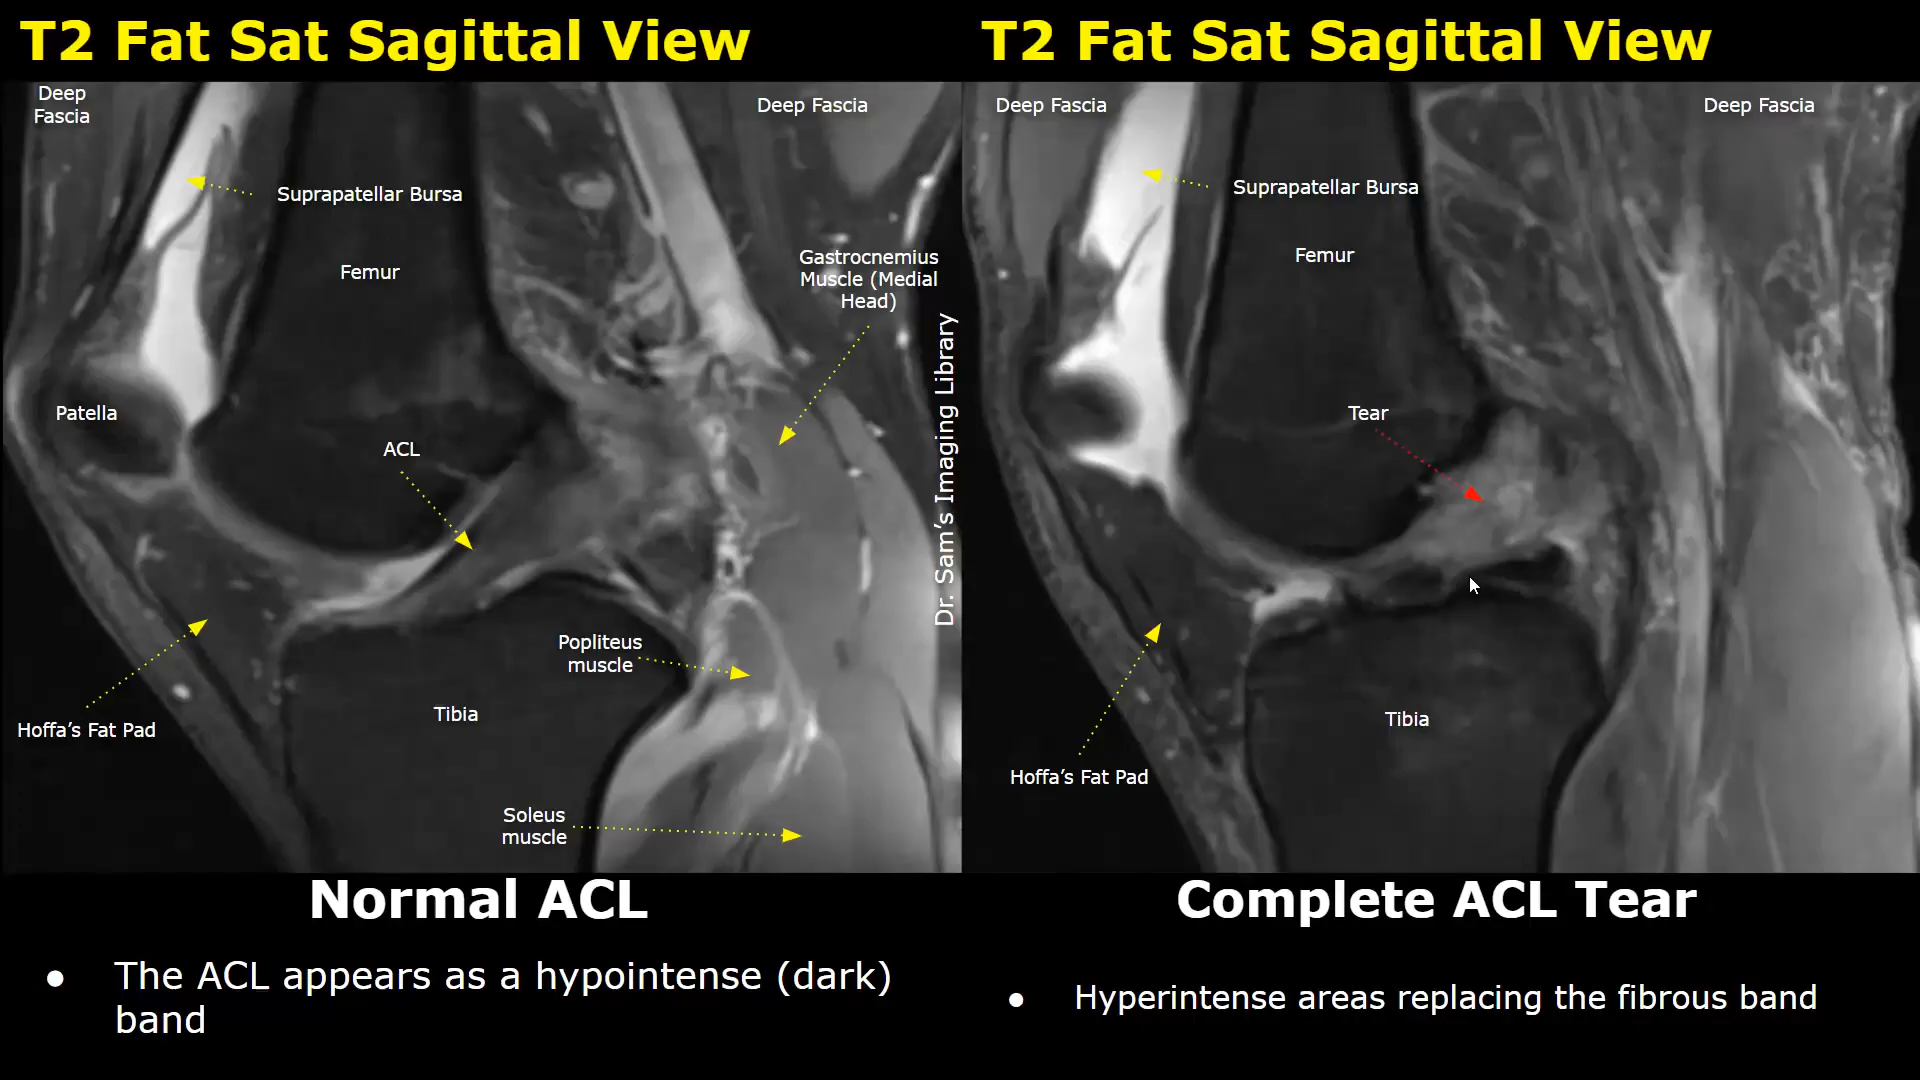 T2 Fat Sat Sagittal View
Deep
Fascia
Deep Fascia
Suprapatellar Bursa
Femur
Gastrocnemius
Muscle (Medial
Head)
Patella
ACL
Popliteus
muscle
Tibia
Hoffa’s Fat Pad
Soleus
muscle
Normal ACL
● The ACL appears as a hypointense (dark)
band
Dr. Sam’s Imaging Library
T2 Fat Sat Sagittal View
Deep Fascia
Deep Fascia
Suprapatellar Bursa
Femur
Tear
Tibia
Hoffa’s Fat Pad
Complete ACL Tear
● Hyperintense areas replacing the fibrous band